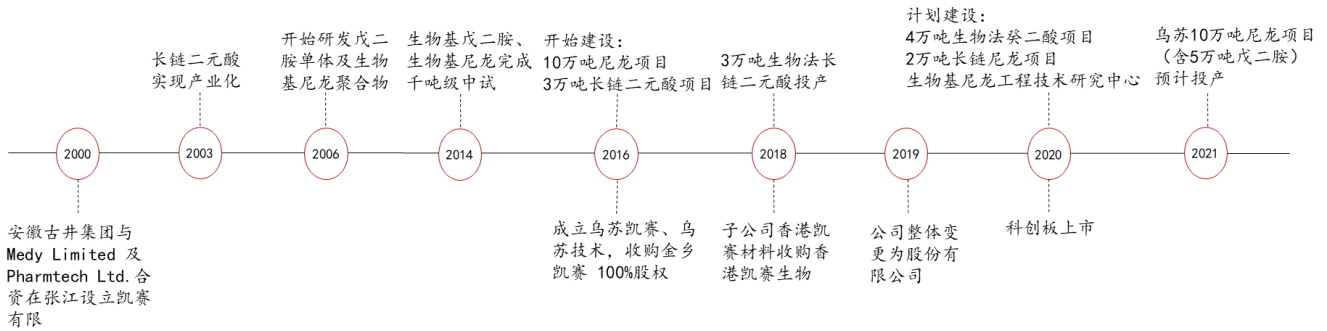 长链二元酸
实现产业化
开始研发戊二
胺单体及生物
基尼龙聚合物
生物基戊二胺、
生物基尼龙完成
千吨级中试
开始建设：
10万吨尼龙项目
3万吨长链二元酸项目
3万吨生物法长
链二元酸投产
计划建设：
4万吨生物法癸二酸项目
2万吨长链尼龙项目
生物基尼龙工程技术研究中心
乌苏10万吨尼龙项目
（含5万吨戊二胺）
预计投产
2000
2003
2006
2014
2016
2018
2019
2020
2021
安徽古井集团与
Medy Limited 及
Pharmtech Ltd.合
资在张江设立凯赛
有限
成立乌苏凯赛、乌
苏技术，收购金乡
凯赛 100%股权
子公司香港凯
赛材料收购香
港凯赛生物
公司整体变
更为股份有
限公司
科创板上市